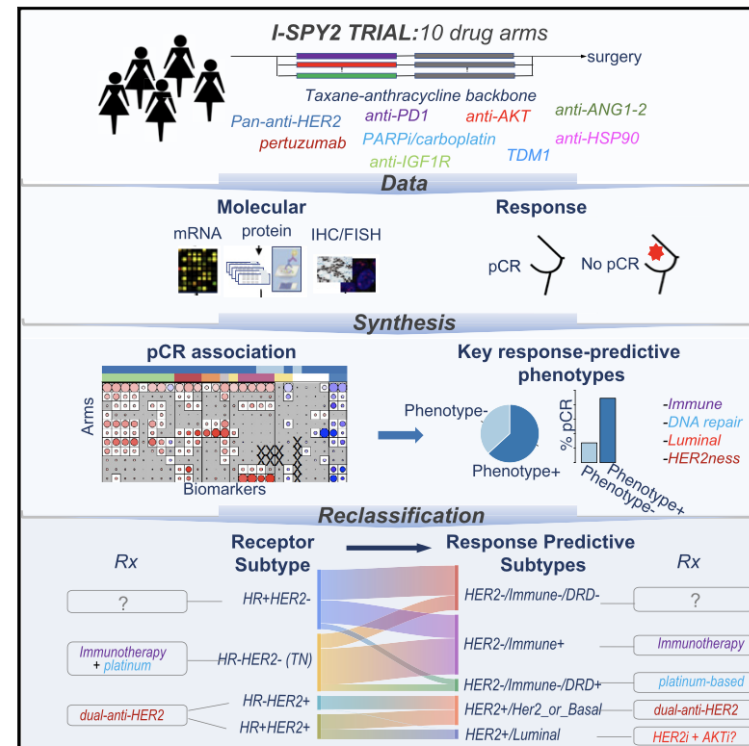 I-SPY2 TRIAL:10 drug arms
surgery
Taxane-anthracycline backbone
Pan-anti-HER2 anti-PD1 anti-AKT anti-ANG1-2
pertuzumab PARPi/carboplatin anti-HSP90
anti-IGF1R TDM1
Data
Molecular Response
mRNA protein IHC/FISH
pCR No pCR
Synthesis
pCR association
Key response-predictive
phenotypes
Arms
Biomarkers
Phenotype-
Phenotype+
% pCR
Phenotype-
Phenotype+
-Immune
-DNA repair
-Luminal
-HER2ness
Reclassification
Rx
Receptor
Subtype
Response Predictive
Subtypes
Rx
?
HR+HER2-
HER2-/Immune-/DRD-
?
Immunotherapy
+ platinum
HR-HER2- (TN)
HER2-/Immune+
Immunotherapy
HER2-/Immune-/DRD+
platinum-based
dual-anti-HER2
HR-HER2+
HER2+/Her2_or_Basal
dual-anti-HER2
HR+HER2+
HER2+/Luminal
HER2i + AKTi?